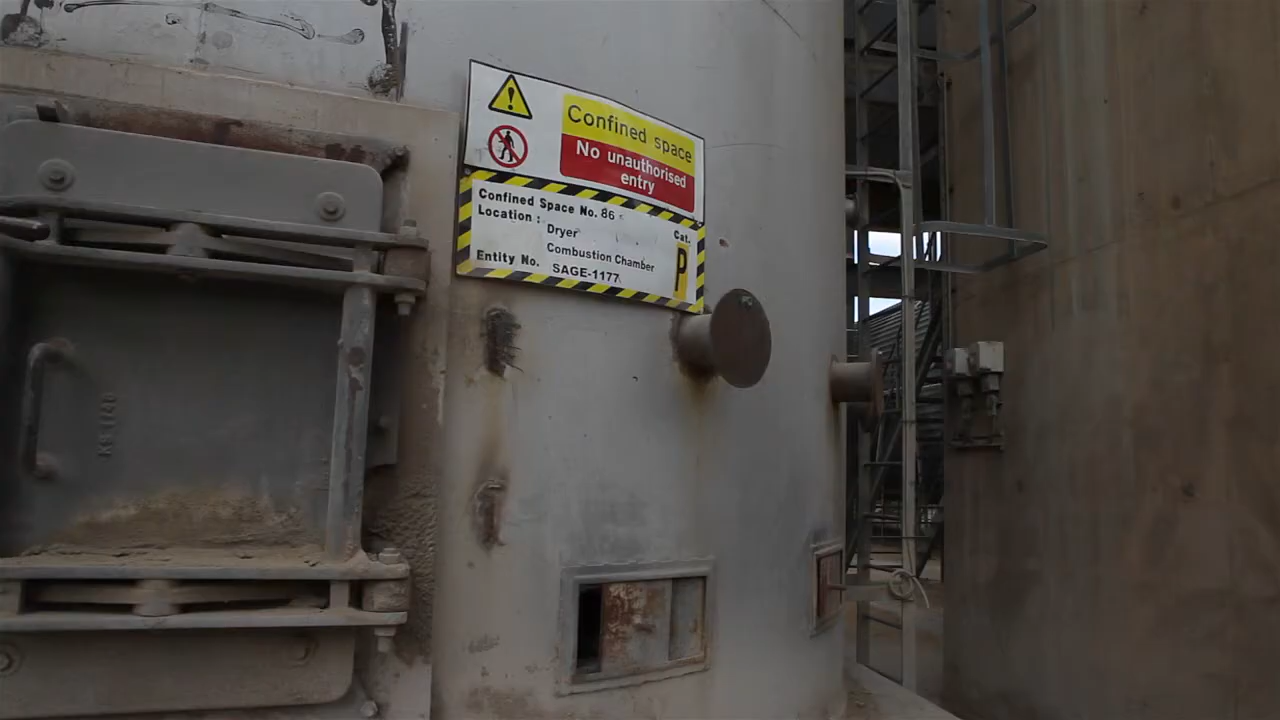 Confined space
No unauthorised
entry
Confined Space No. 86
Location :
Dryer
Combustion Chamber
Cat.
P
Entity No. SAGE-1177